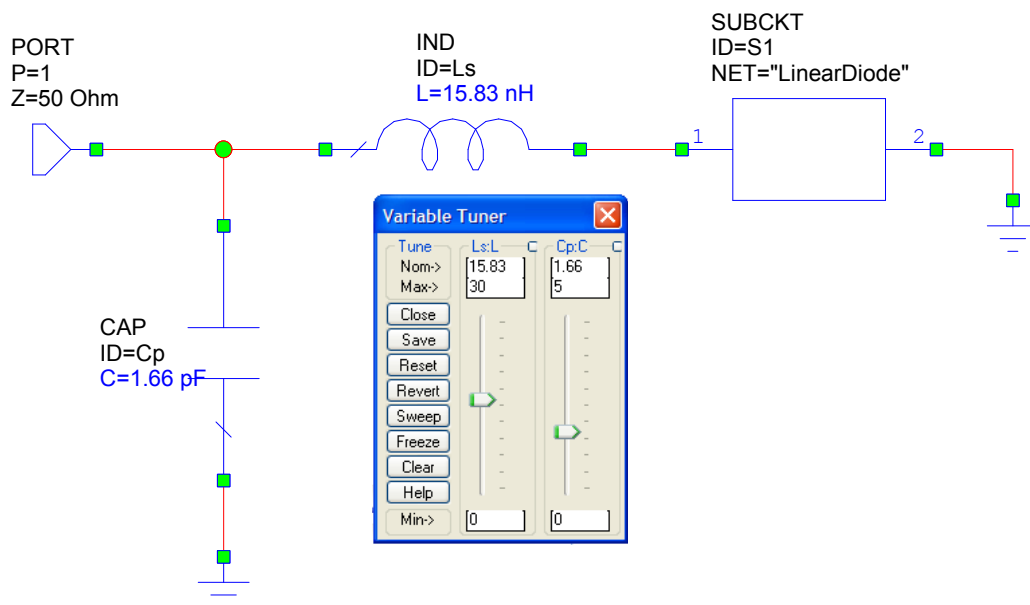 PORT
P=1
Z=50 Ohm
IND
ID=Ls
L=15.83 nH
SUBCKT
ID=S1
NET="LinearDiode"
1
2
CAP
ID=Cp
C=1.66 pF
Variable Tuner
Tune
Ls:L
Cp:C
Nom->
15.83
1.66
Max->
30
5
Close
Save
Reset
Revert
Sweep
Freeze
Clear
Help
Min->
0
0